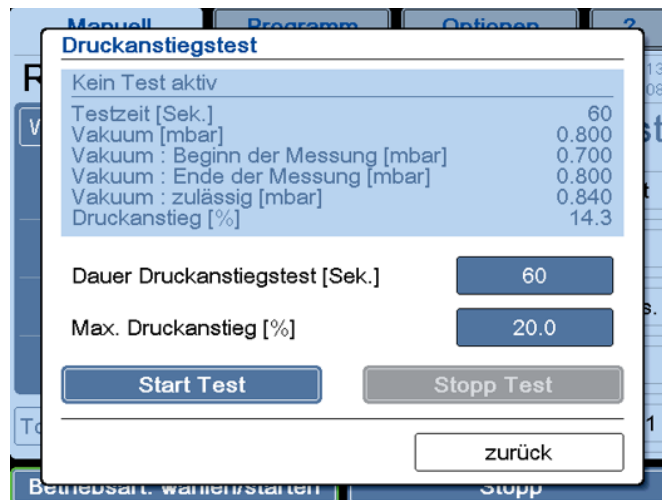 Manuell Programm Optionen ?
Druckanstiegstest
Kein Test aktiv
Testzeit [Sek.] 60
Vakuum [mbar] 0.800
Vakuum : Beginn der Messung [mbar] 0.700
Vakuum : Ende der Messung [mbar] 0.800
Vakuum : zulässig [mbar] 0.840
Druckanstieg [%] 14.3
Dauer Druckanstiegstest [Sek.] 60
Max. Druckanstieg [%] 20.0
Start Test Stopp Test
zurück
Betriebsart: wählen/starten Stopp